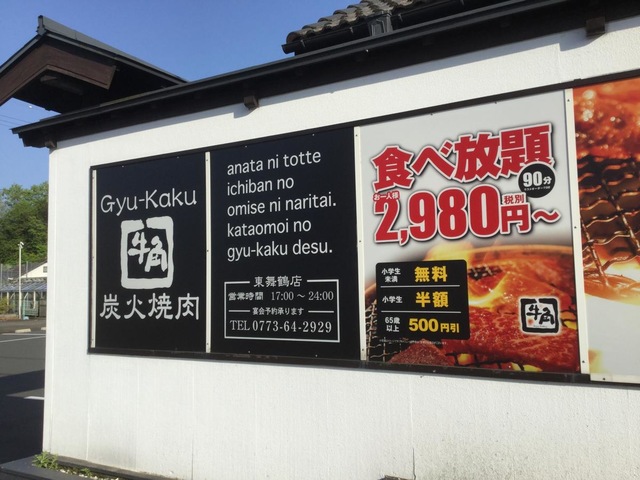 Gyu-Kaku
牛角
炭火焼肉
anata ni totte
ichiban no
omise ni naritai.
kataomoi no
gyu-kaku desu.
東舞鶴店
営業時間 17:00～24:00
宴会予約承ります
TEL 0773-64-2929
食べ放題
90分
お一人様
2,980円～
税別
小学生未満 無料
小学生 半額
65歳以上 500円引
牛角